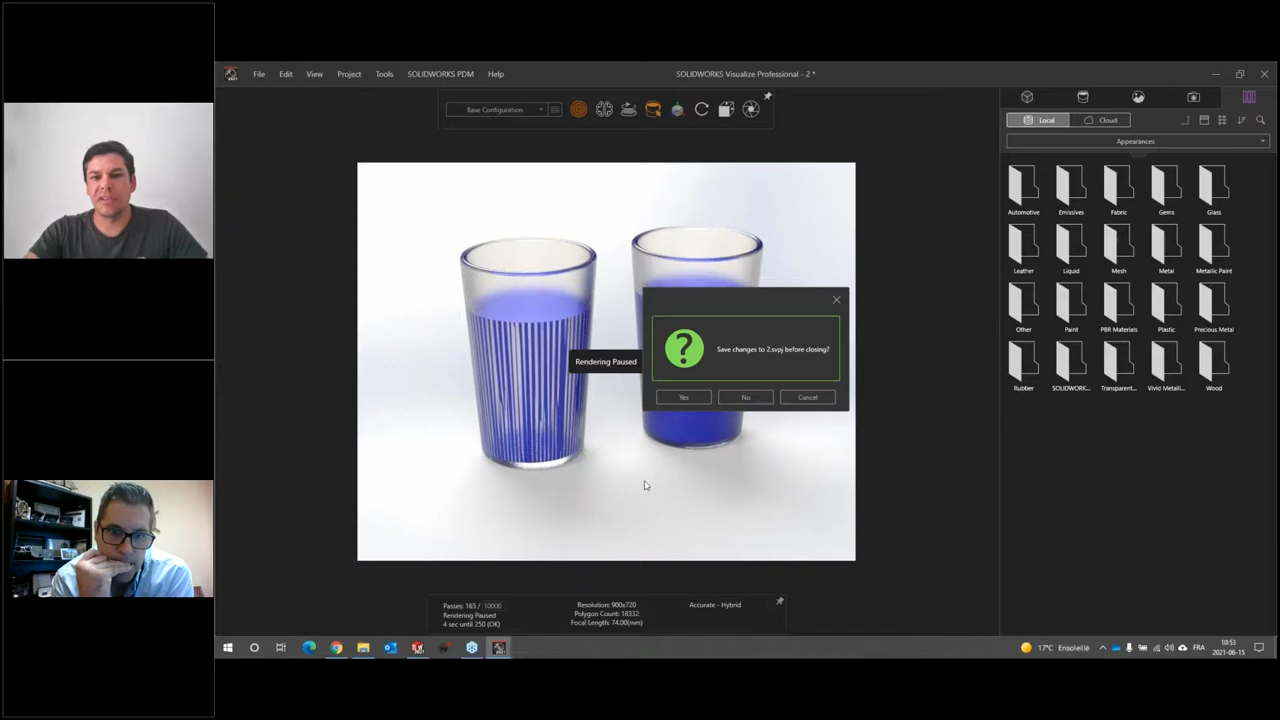 File Edit View Project Tools SOLIDWORKS PDM Help
SOLIDWORKS Visualize Professional - 2 *
Base Configuration
Local
Cloud
Appearances
Automotive
Emissives
Fabric
Gems
Glass
Leather
Liquid
Mesh
Metal
Metallic Paint
Other
Paint
PBR Materials
Plastic
Precious Metal
Rubber
SOLIDWORK...
Transparent...
Vivid Metalli...
Wood
Rendering Paused
Save changes to 2.svpj before closing?
Yes
No
Cancel
Passes: 165 / 10000
Rendering Paused
4 sec until 250 (OK)
Resolution: 900x720
Polygon Count: 18332
Focal Length: 74.00(mm)
Accurate - Hybrid
17°C Ensoleillé
FRA
10:53
2021-06-15